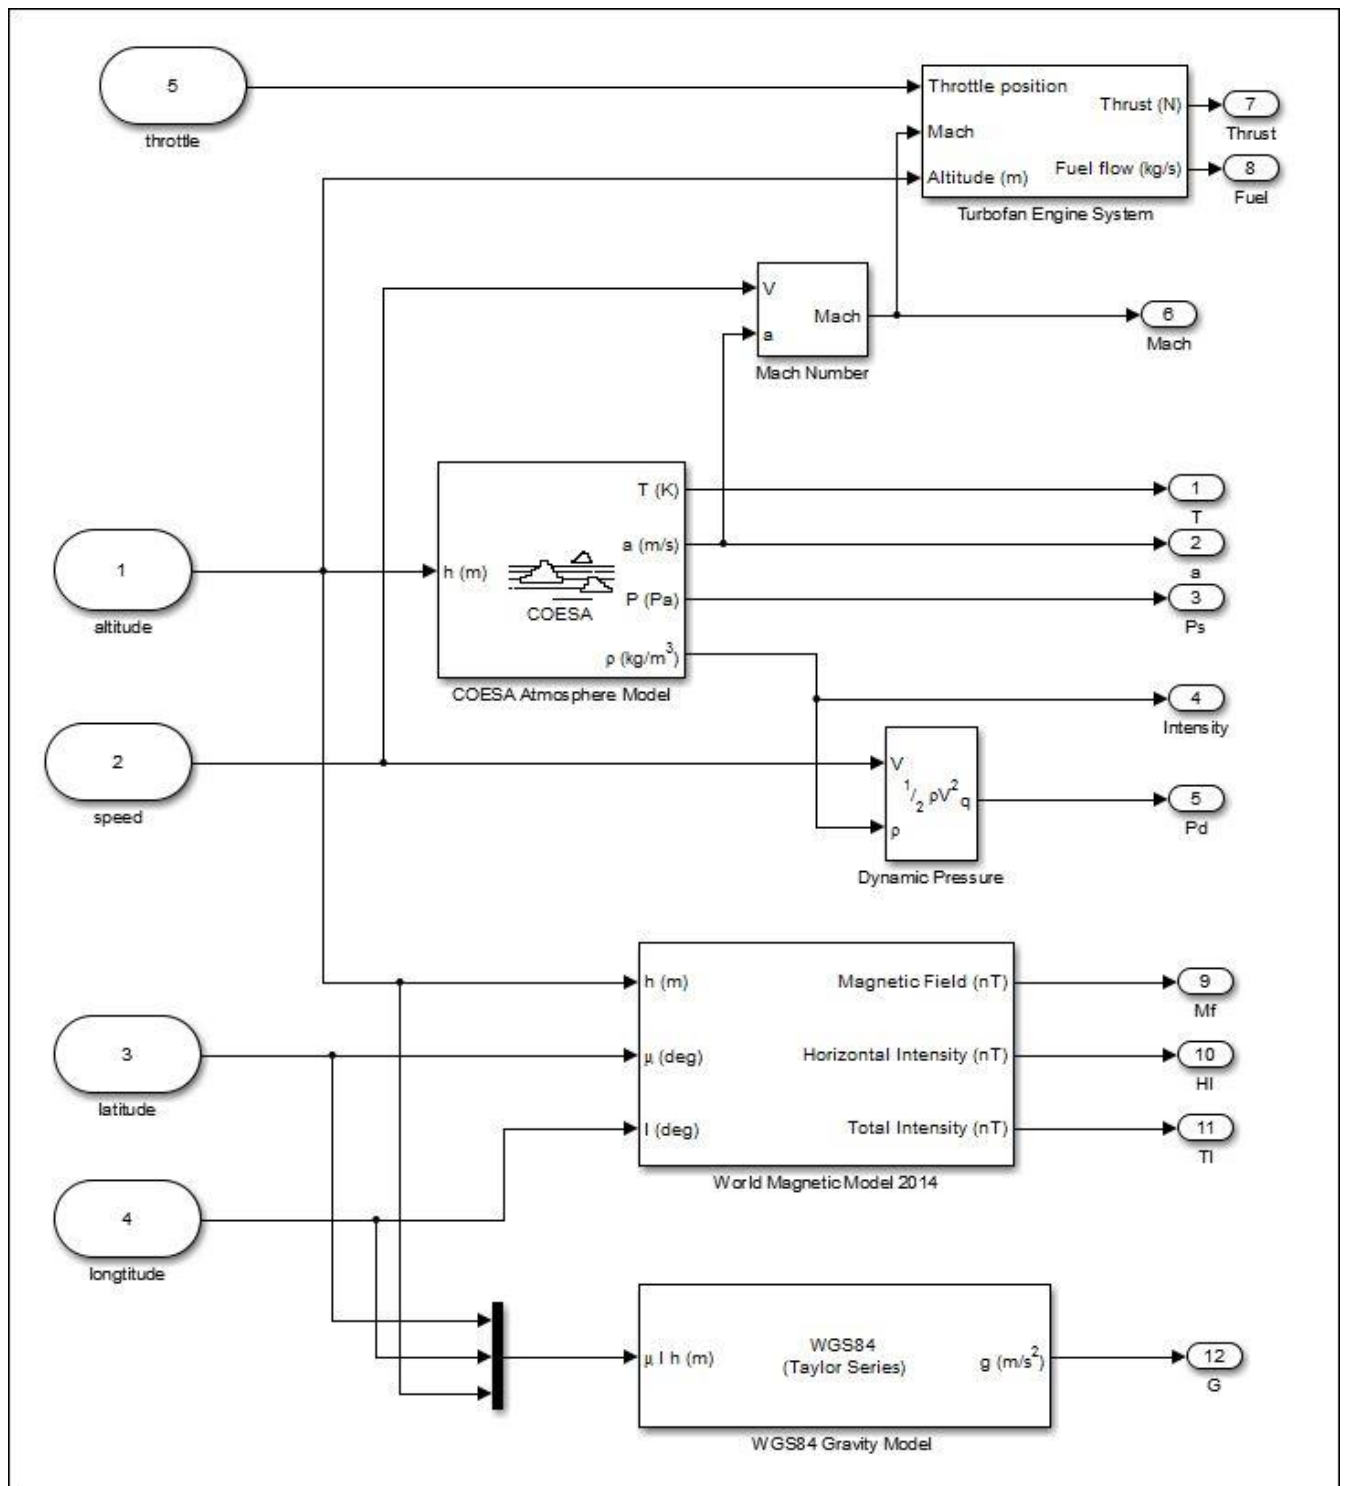 5
throttle
Throttle position
Mach
Altitude (m)
Thrust (N)
Fuel flow (kg/s)
Turbofan Engine System
7
Thrust
8
Fuel
V
a
Mach
Mach Number
6
Mach
1
altitude
h (m)
COESA
T (K)
a (m/s)
P (Pa)
ρ (kg/m³)
COESA Atmosphere Model
1
T
2
a
3
Ps
4
Intensity
2
speed
V
ρ
1/2 ρV² q
Dynamic Pressure
5
Pd
3
latitude
4
longtitude
h (m)
μ (deg)
l (deg)
Magnetic Field (nT)
Horizontal Intensity (nT)
Total Intensity (nT)
World Magnetic Model 2014
9
Mf
10
HI
11
TI
μ l h (m)
WGS84
(Taylor Series)
g (m/s²)
WGS84 Gravity Model
12
G